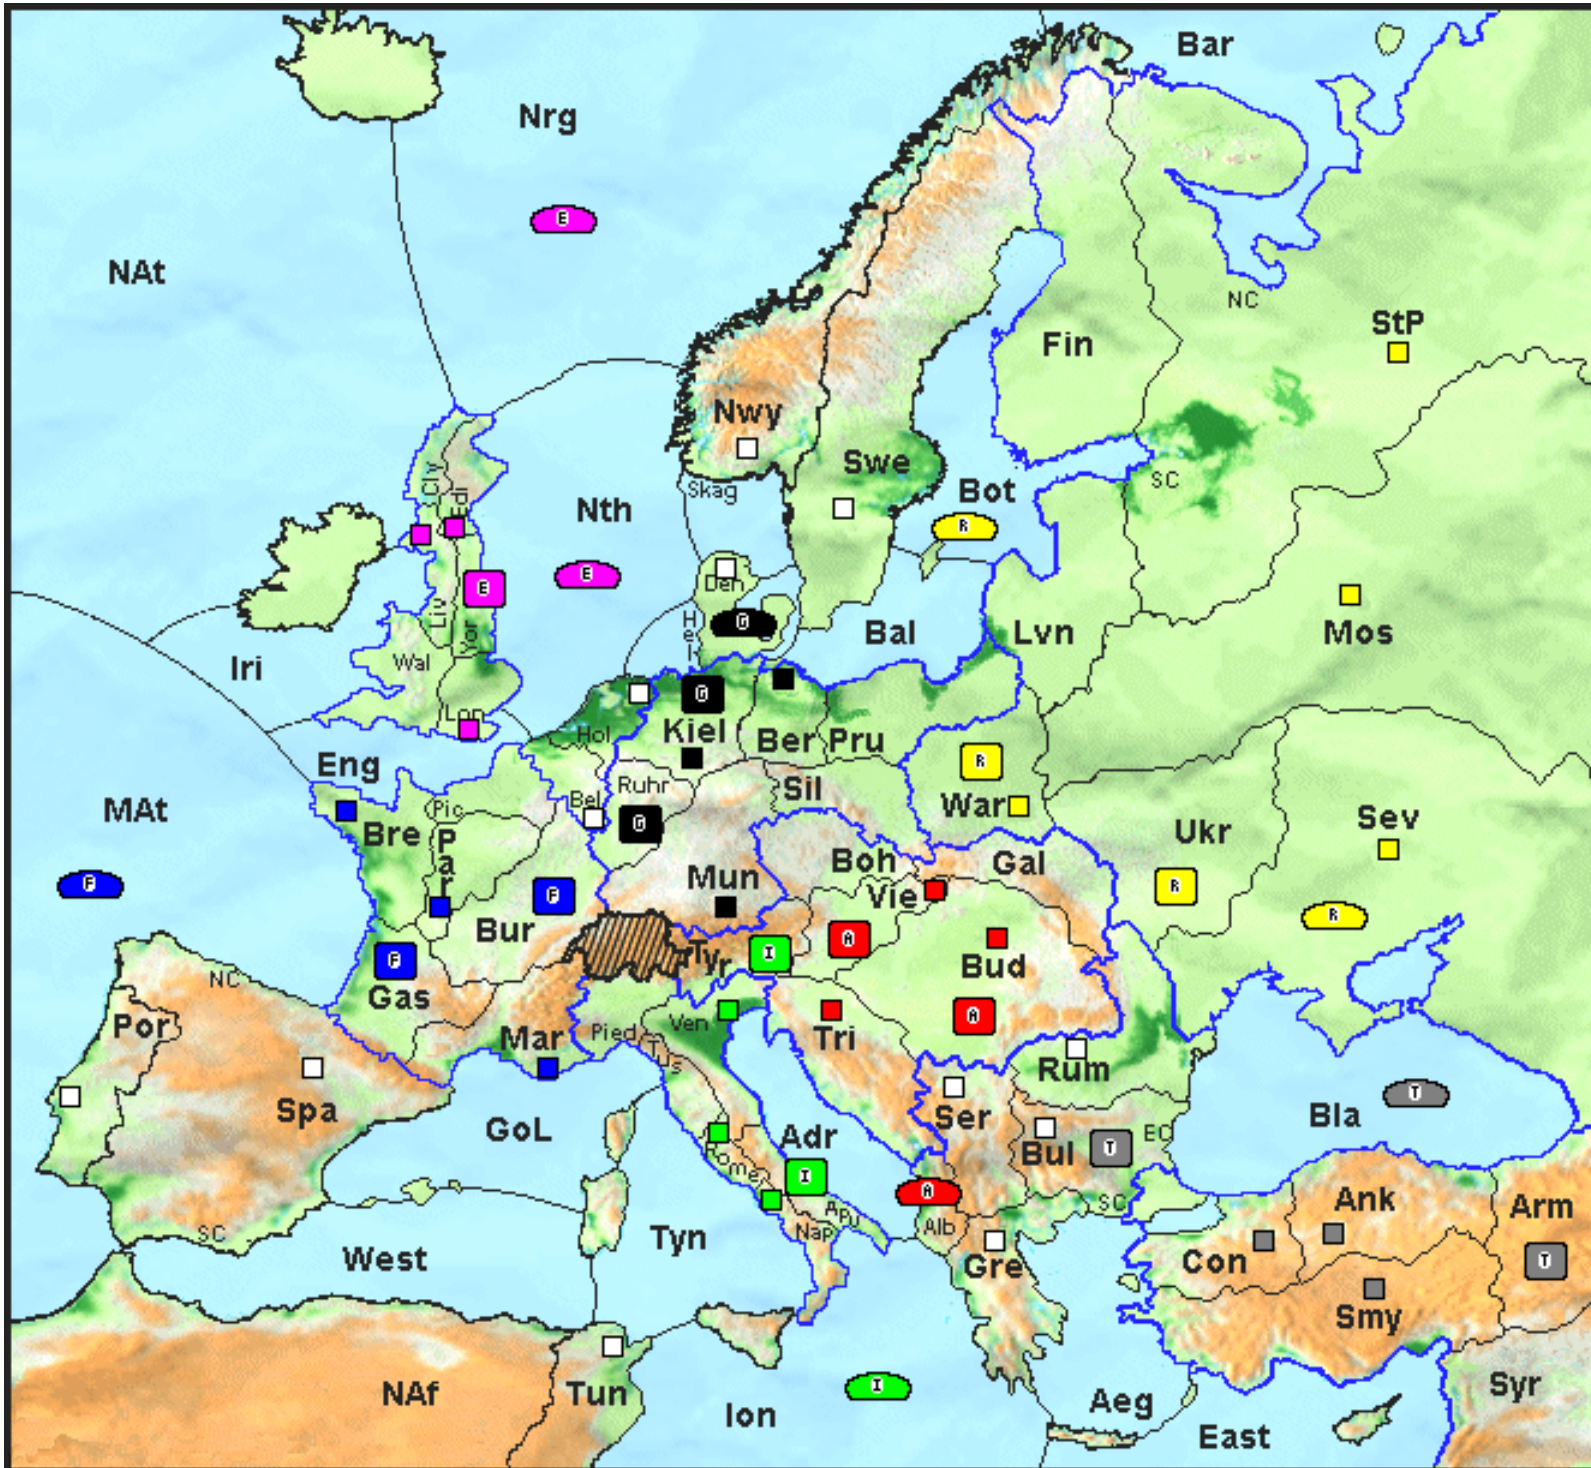 Bar
Nrg
E
NAt
NC
StP
Fin
Nwy
Swe
Cly
Edi
Skag
Bot
SC
Nth
R
E
Den
E
Hel
G
Liv
Yor
Bal
Lvn
Mos
Iri
Wal
G
Lon
Hol
Kiel
Ber
Pru
R
Eng
Ruhr
Sil
War
MAt
Pic
Bel
Bre
Par
G
Ukr
Sev
Boh
Gal
F
Mun
Vie
R
F
Bur
R
A
I
Tyr
F
Bud
NC
Gas
A
Por
Ven
Pied
Tus
Mar
Tri
Rum
Spa
Ser
T
Bla
GoL
Adr
EC
Bul
T
Rome
I
A
SC
Ank
Arm
Apu
Alb
Nap
SC
Tyn
West
Gre
Con
T
Smy
I
NAf
Tun
Ion
Aeg
Syr
East